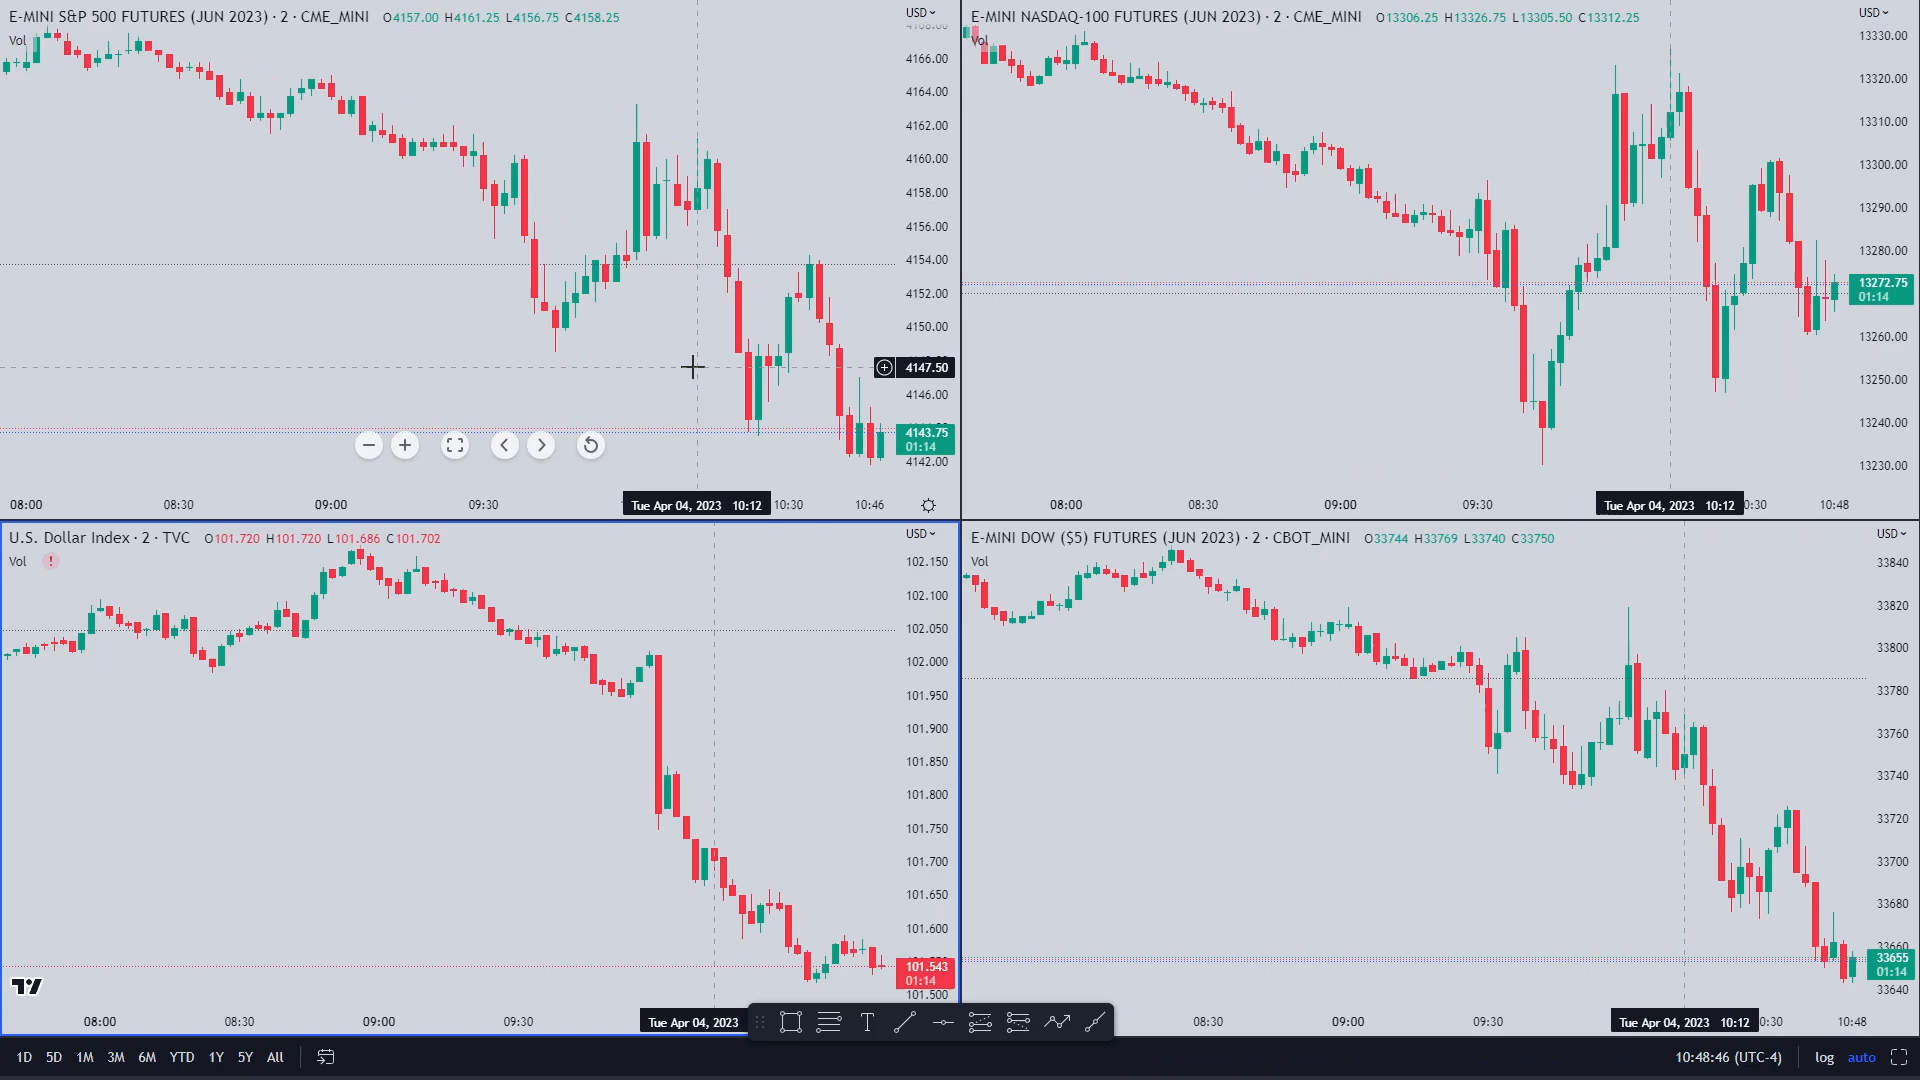 E-MINI S&P 500 FUTURES (JUN 2023) · 2 · CME_MINI O4157.00 H4161.25 L4156.75 C4158.25
USD
Vol
4166.00
4164.00
4162.00
4160.00
4158.00
4156.00
4154.00
4152.00
4150.00
4147.50
4146.00
4143.75
01:14
4142.00
08:00 08:30 09:00 09:30 Tue Apr 04, 2023 10:12 10:30 10:46
E-MINI NASDAQ-100 FUTURES (JUN 2023) · 2 · CME_MINI O13306.25 H13326.75 L13305.50 C13312.25
USD
Vol
13330.00
13320.00
13310.00
13300.00
13290.00
13280.00
13272.75
01:14
13260.00
13250.00
13240.00
13230.00
08:00 08:30 09:00 09:30 Tue Apr 04, 2023 10:12 0:30 10:48
U.S. Dollar Index · 2 · TVC O101.720 H101.720 L101.686 C101.702
USD
Vol !
102.150
102.100
102.050
102.000
101.950
101.900
101.850
101.800
101.750
101.700
101.650
101.600
101.543
01:14
101.500
08:00 08:30 09:00 09:30 Tue Apr 04, 2023
E-MINI DOW ($5) FUTURES (JUN 2023) · 2 · CBOT_MINI O33744 H33769 L33740 C33750
USD
Vol
33840
33820
33800
33780
33760
33740
33720
33700
33680
33660
33655
01:14
33640
08:30 09:00 09:30 Tue Apr 04, 2023 10:12 0:30 10:48
T
1D 5D 1M 3M 6M YTD 1Y 5Y All
10:48:46 (UTC-4) log auto